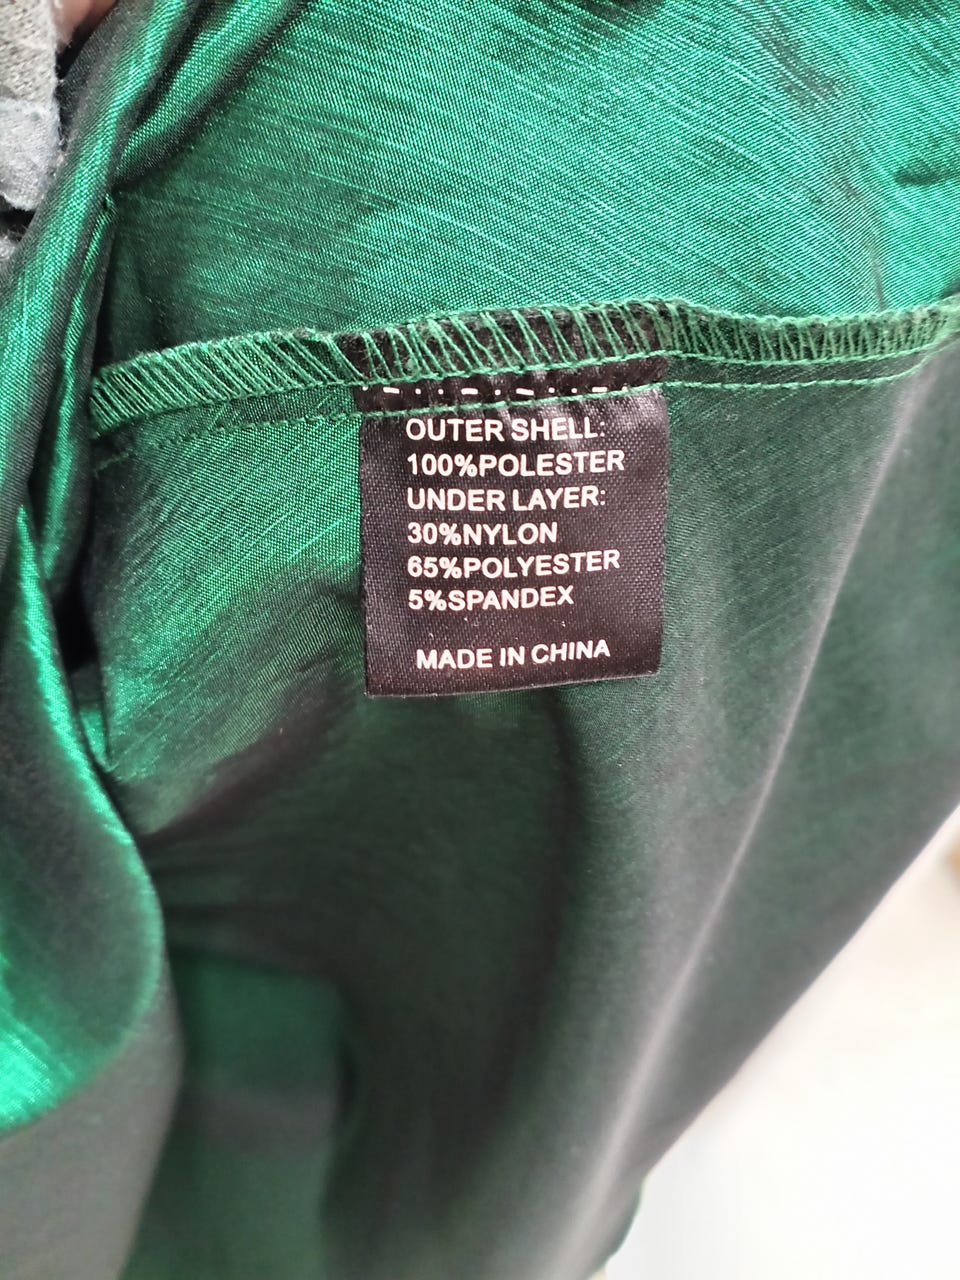 OUTER SHELL:
100%POLESTER
UNDER LAYER:
30%NYLON
65%POLYESTER
5%SPANDEX
MADE IN CHINA